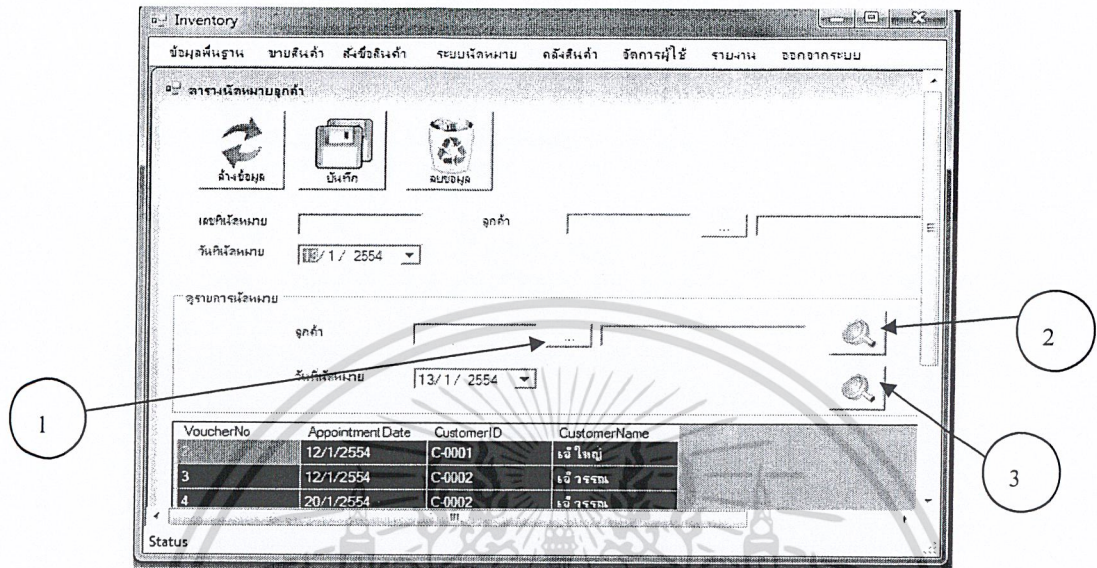 Inventory
ข้อมูลพื้นฐาน ขายสินค้า สั่งซื้อสินค้า ระบบนัดหมาย คลังสินค้า จัดการผู้ใช้ รายงาน ออกจากระบบ
ตารางนัดหมายลูกค้า
ล้างข้อมูล บันทึก ลบข้อมูล
เลขที่นัดหมาย ลูกค้า ...
วันที่นัดหมาย 13/ 1 / 2554
ดูรายการนัดหมาย
ลูกค้า ...
2
วันที่นัดหมาย 13/ 1 / 2554
1
3
VoucherNo Appointment Date CustomerID CustomerName
2 12/1/2554 C-0001 เจ๊ ใหญ่
3 12/1/2554 C-0002 เจ๊ วรรณ
4 20/1/2554 C-0002 เจ๊ วรรณ
Status